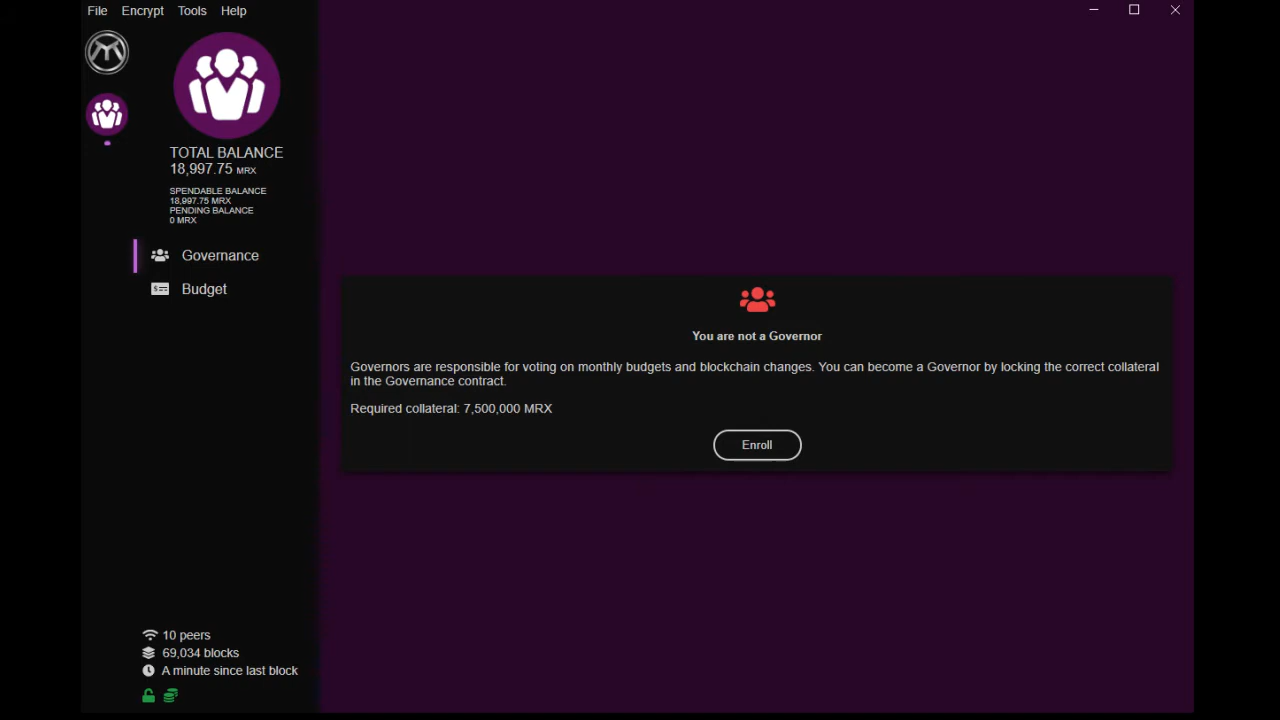 File Encrypt Tools Help
TOTAL BALANCE
18,997.75 MRX
SPENDABLE BALANCE
18,997.75 MRX
PENDING BALANCE
0 MRX
Governance
Budget
You are not a Governor
Governors are responsible for voting on monthly budgets and blockchain changes. You can become a Governor by locking the correct collateral
in the Governance contract.
Required collateral: 7,500,000 MRX
Enroll
10 peers
69,034 blocks
A minute since last block